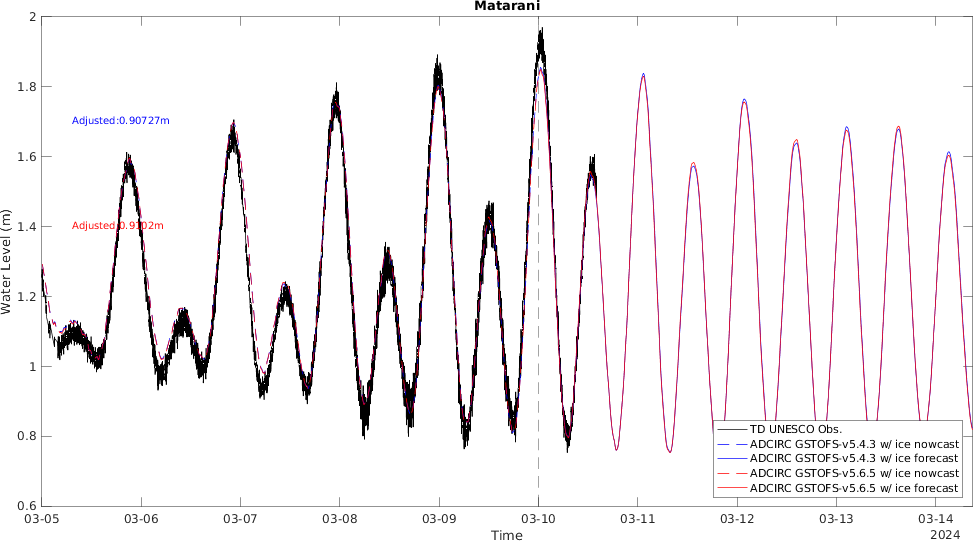 Matarani
2
1.8
1.6
1.4
1.2
1
0.8
0.6
Water Level (m)
Adjusted:0.90727m
Adjusted:0.9102m
TD UNESCO Obs.
ADCIRC GSTOFS-v5.4.3 w/ ice nowcast
ADCIRC GSTOFS-v5.4.3 w/ ice forecast
ADCIRC GSTOFS-v5.6.5 w/ ice nowcast
ADCIRC GSTOFS-v5.6.5 w/ ice forecast
03-05 03-06 03-07 03-08 03-09 03-10 03-11 03-12 03-13 03-14
Time
2024